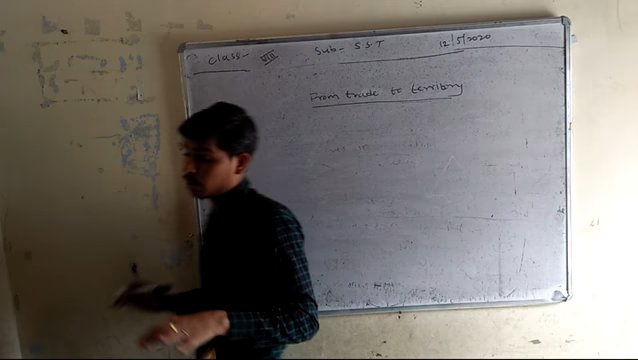 Class- VIII Sub- S.S.T 12/5/2020
From trade to territory